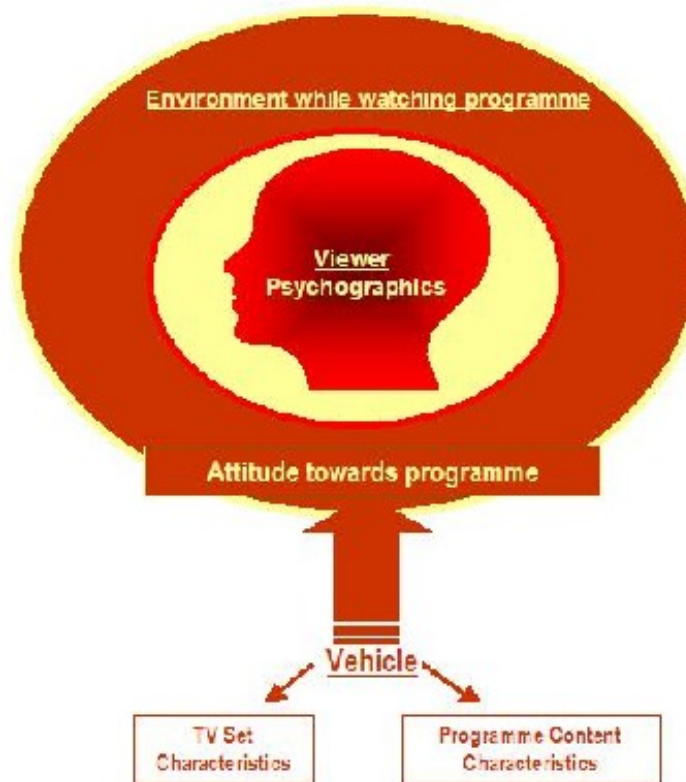 Environment while watching programme
Viewer
Psychographics
Attitude towards programme
Vehicle
TV Set
Characteristics
Programme Content
Characteristics